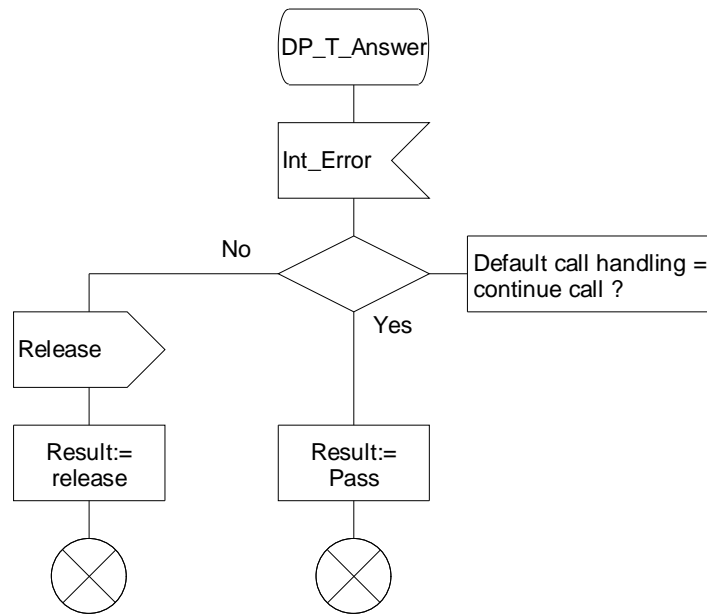 DP_T_Answer
Int_Error
No
Default call handling =
continue call ?
Yes
Release
Result:=
release
Result:=
Pass